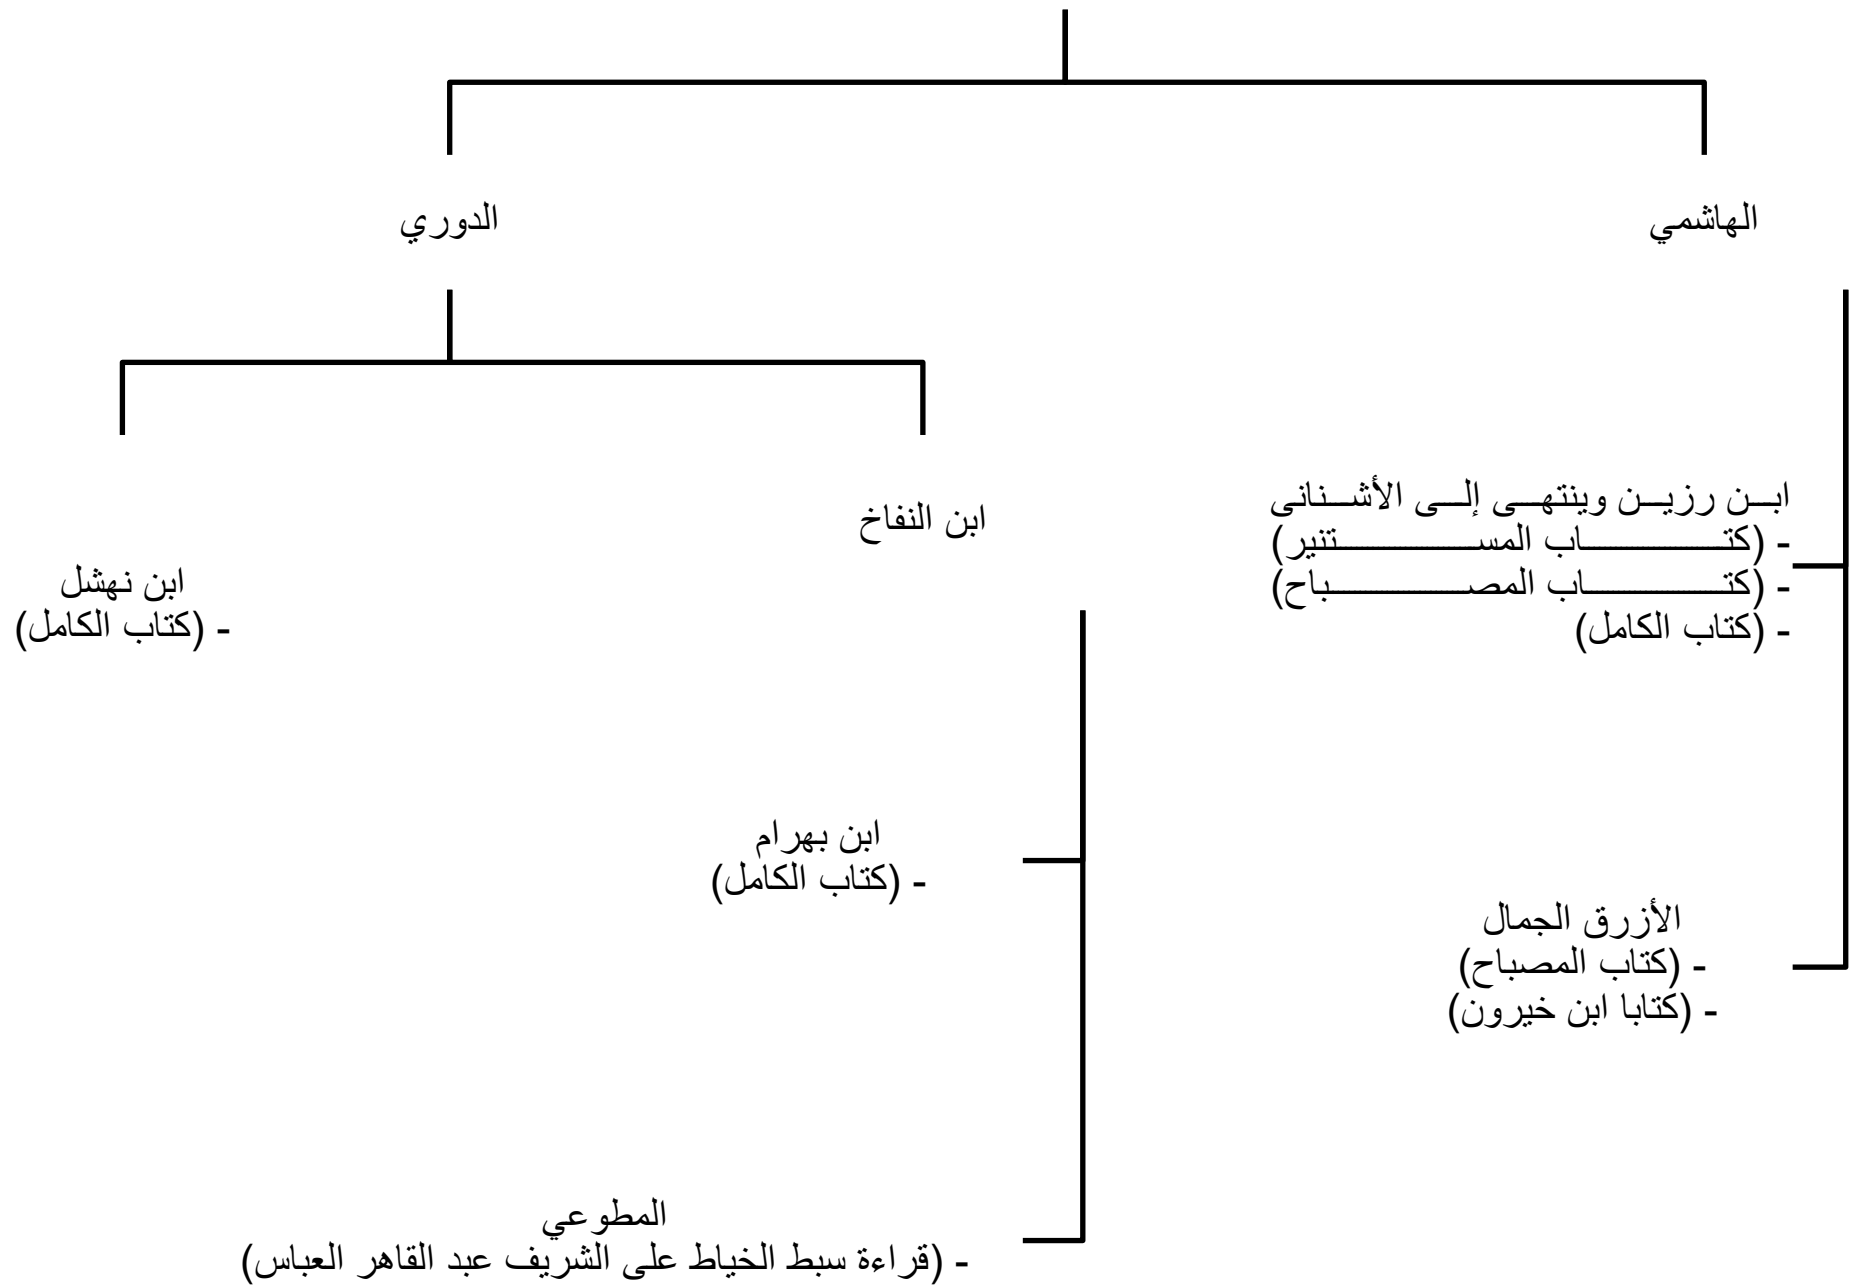 الهاشمي
الدوري
ابن رزين وينتهى إلى الأشنانى
- (كتاب المستنير)
- (كتاب المصباح)
- (كتاب الكامل)
الأزرق الجمال
- (كتاب المصباح)
- (كتابا ابن خيرون)
ابن النفاخ
ابن بهرام
- (كتاب الكامل)
المطوعي
- (قراءة سبط الخياط على الشريف عبد القاهر العباس)
ابن نهشل
- (كتاب الكامل)